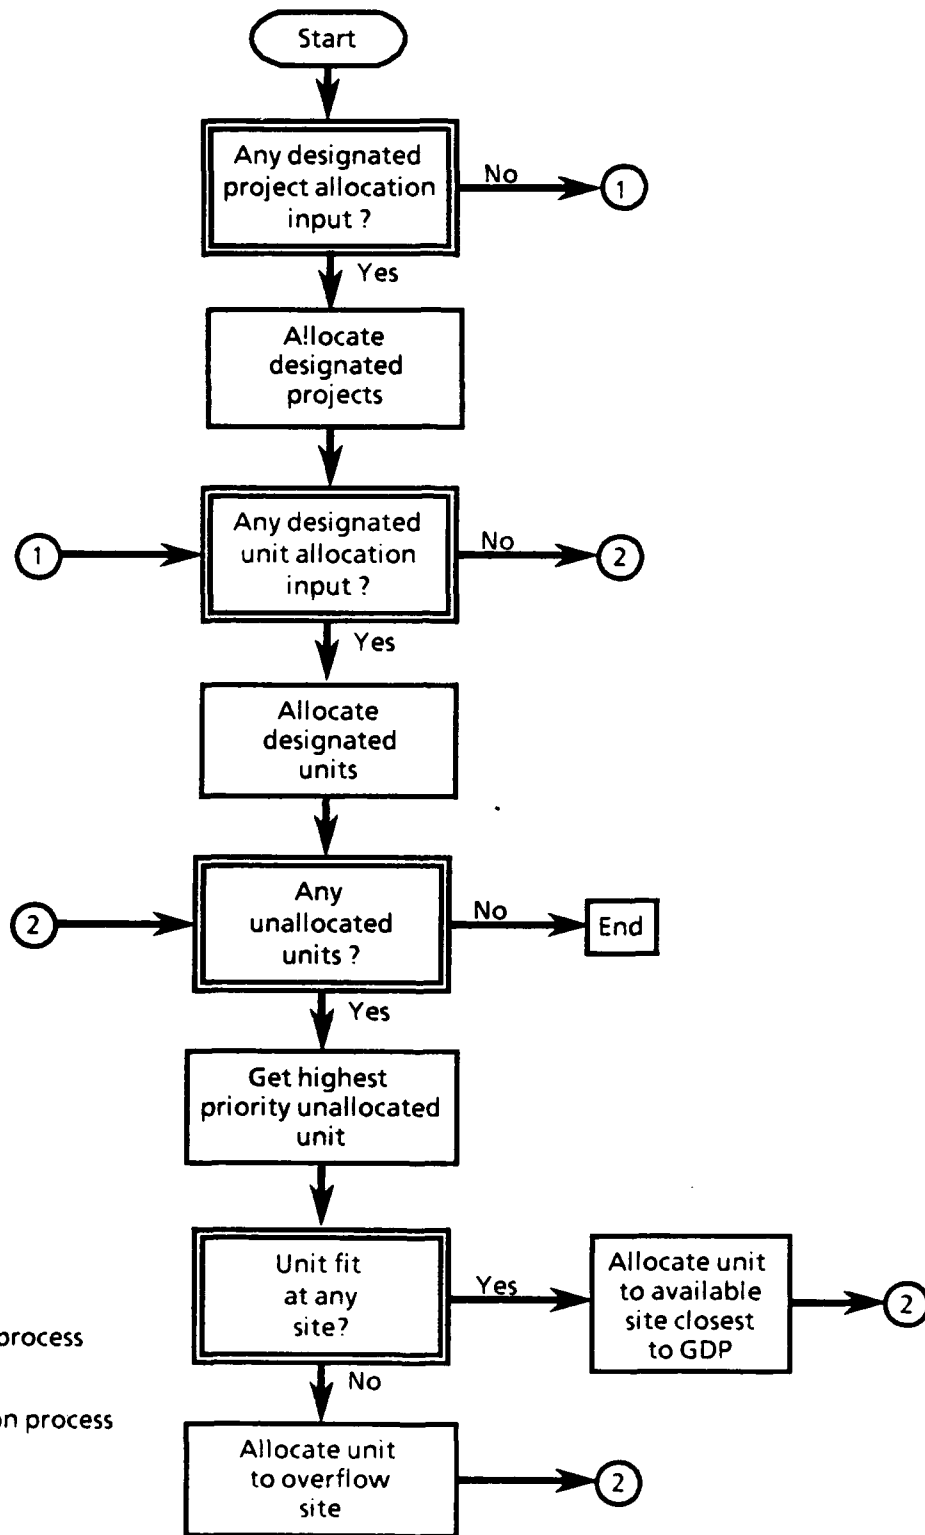 Start
Any designated
project allocation
input ?
No
1
Yes
Allocate
designated
projects
1
Any designated
unit allocation
input ?
No
2
Yes
Allocate
designated
units
2
Any
unallocated
units ?
No
End
Yes
Get highest
priority unallocated
unit
Unit fit
at any
site?
Yes
Allocate unit
to available
site closest
to GDP
2
process
No
process
Allocate unit
to overflow
site
2